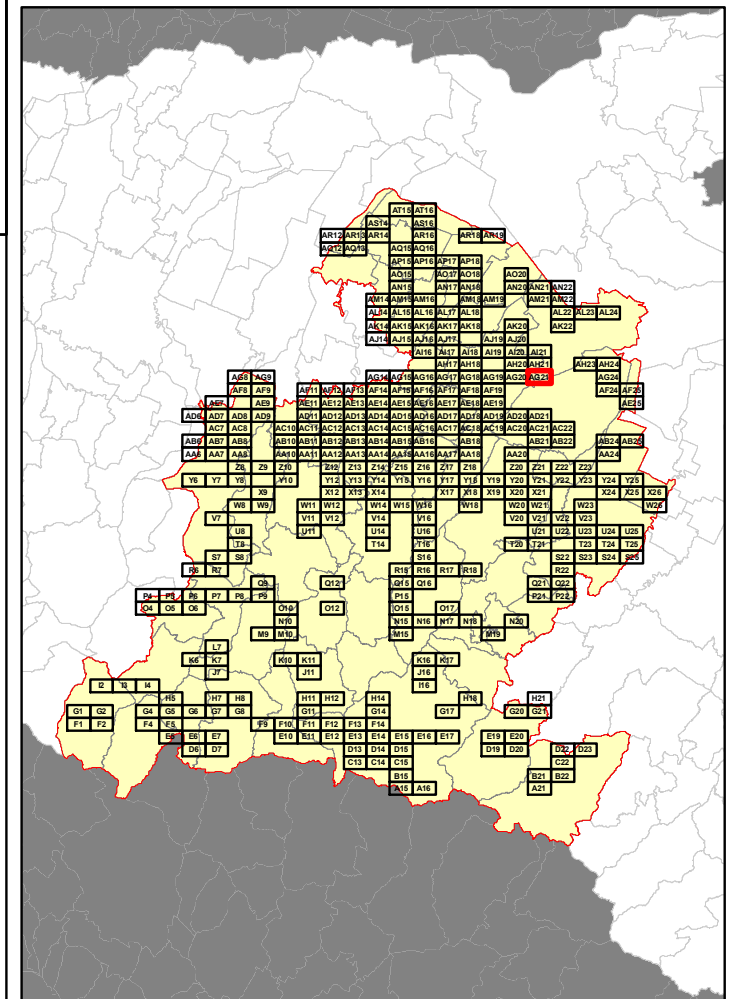 AT15 AT16
AS14 AS16
AR12 AR13 AR14 AR16 AR18 AR19
AQ12 AQ13 AQ15 AQ16
AP15 AP16 AP17 AP18
AO15 AO17 AO18 AO20
AN15 AN17 AN18 AN20 AN21 AN22
AM14 AM15 AM16 AM18 AM19 AM21 AM22
AL14 AL15 AL16 AL17 AL18 AL22 AL23 AL24
AK14 AK15 AK16 AK17 AK18 AK20 AK22
AJ14 AJ15 AJ16 AJ17 AJ19 AJ20
AI16 AI17 AI18 AI19 AI20 AI21
AH17 AH18 AH20 AH21 AH23 AH24
AG8 AG9 AG14 AG15 AG16 AG17 AG18 AG19 AG20 AG21 AG24
AF8 AF9 AF11 AF12 AF13 AF14 AF15 AF16 AF17 AF18 AF19 AF24 AF25
AE7 AE9 AE11 AE12 AE13 AE14 AE15 AE16 AE17 AE18 AE19 AE25
AD6 AD7 AD8 AD9 AD11 AD12 AD13 AD14 AD15 AD16 AD17 AD18 AD19 AD20 AD21
AC7 AC8 AC10 AC11 AC12 AC13 AC14 AC15 AC16 AC17 AC18 AC19 AC20 AC21 AC22
AB6 AB7 AB8 AB10 AB11 AB12 AB13 AB14 AB15 AB16 AB18 AB21 AB22 AB24 AB25
AA6 AA7 AA8 AA10 AA11 AA12 AA13 AA14 AA15 AA16 AA17 AA18 AA20 AA24
Z8 Z9 Z10 Z12 Z13 Z14 Z15 Z16 Z17 Z18 Z20 Z21 Z22 Z23
Y6 Y7 Y8 Y10 Y12 Y13 Y14 Y15 Y16 Y17 Y18 Y19 Y20 Y21 Y22 Y23 Y24 Y25
X9 X12 X13 X14 X17 X18 X19 X20 X21 X24 X25 X26
W8 W9 W11 W12 W14 W15 W16 W18 W20 W21 W23 W26
V7 V11 V12 V14 V16 V20 V21 V22 V23
U8 U11 U14 U16 U21 U22 U23 U24 U25
T8 T14 T16 T20 T21 T23 T24 T25
S7 S8 S16 S22 S23 S24 S25
R6 R7 R15 R16 R17 R18 R22
Q9 Q12 Q15 Q16 Q21 Q22
P4 P5 P6 P7 P8 P9 P15 P21 P22
O4 O5 O6 O10 O12 O15 O17
N10 N15 N16 N17 N18 N20
M9 M10 M15 M19
L7
K6 K7 K10 K11 K16 K17
J7 J11 J16
I2 I3 I4 I16
H5 H7 H8 H11 H12 H14 H18 H21
G1 G2 G4 G5 G6 G7 G8 G11 G14 G17 G20 G21
F1 F2 F4 F5 F9 F10 F11 F12 F13 F14
E5 E6 E7 E10 E11 E12 E13 E14 E15 E16 E17 E19 E20
D6 D7 D13 D14 D15 D19 D20 D22 D23
C13 C14 C15 C22
B15 B21 B22
A15 A16 A21